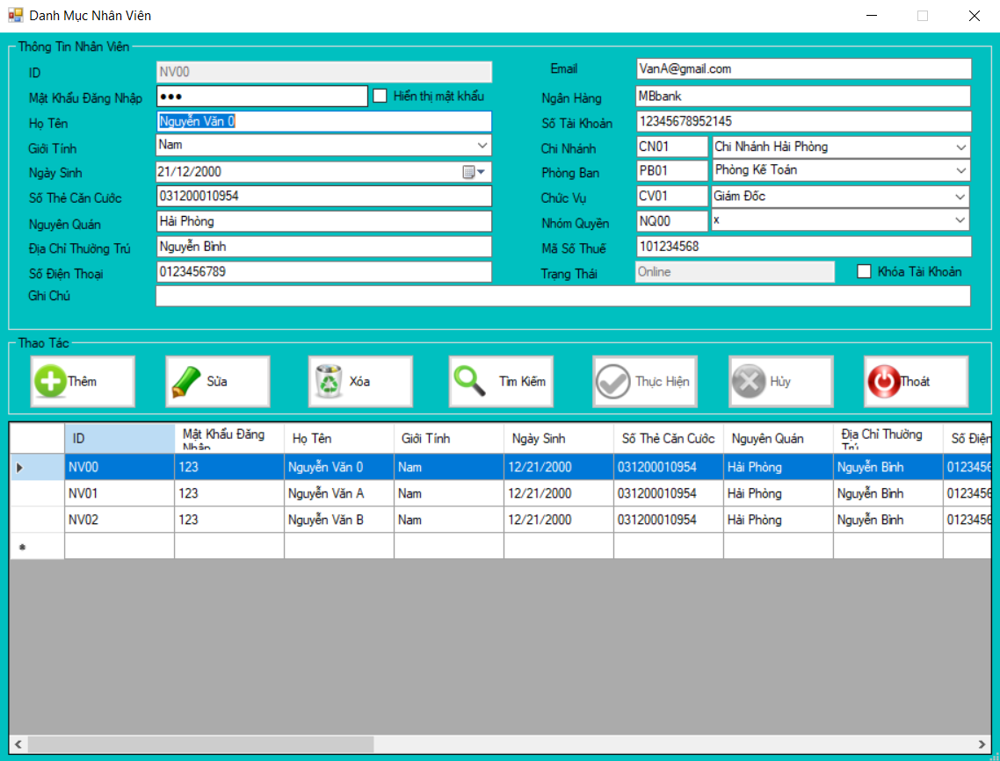 Danh Mục Nhân Viên
Thông Tin Nhân Viên
ID NV00
Mật Khẩu Đăng Nhập ●●● Hiển thị mật khẩu
Họ Tên Nguyễn Văn 0
Giới Tính Nam
Ngày Sinh 21/12/2000
Số Thẻ Căn Cước 031200010954
Nguyên Quán Hải Phòng
Địa Chỉ Thường Trú Nguyễn Bình
Số Điện Thoại 0123456789
Email VanA@gmail.com
Ngân Hàng MBbank
Số Tài Khoản 12345678952145
Chi Nhánh CN01 Chi Nhánh Hải Phòng
Phòng Ban PB01 Phòng Kế Toán
Chức Vụ CV01 Giám Đốc
Nhóm Quyền NQ00 x
Mã Số Thuế 101234568
Trạng Thái Online Khóa Tài Khoản
Ghi Chú
Thao Tác
Thêm Sửa Xóa Tìm Kiếm Thực Hiện Hủy Thoát
ID Mật Khẩu Đăng Nhập Họ Tên Giới Tính Ngày Sinh Số Thẻ Căn Cước Nguyên Quán Địa Chỉ Thường Trú Số Điện
NV00 123 Nguyễn Văn 0 Nam 12/21/2000 031200010954 Hải Phòng Nguyễn Bình 0123456
NV01 123 Nguyễn Văn A Nam 12/21/2000 031200010954 Hải Phòng Nguyễn Bình 0123456
NV02 123 Nguyễn Văn B Nam 12/21/2000 031200010954 Hải Phòng Nguyễn Bình 0123456